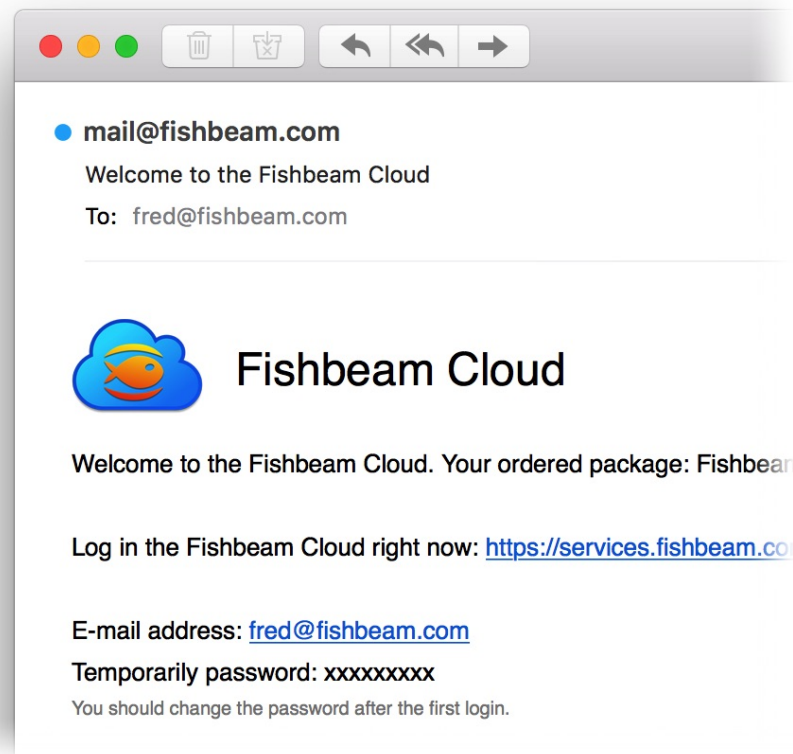 mail@fishbeam.com
Welcome to the Fishbeam Cloud
To: fred@fishbeam.com
Fishbeam Cloud
Welcome to the Fishbeam Cloud. Your ordered package: Fishbeam
Log in the Fishbeam Cloud right now: https://services.fishbeam.co
E-mail address: fred@fishbeam.com
Temporarily password: xxxxxxxxx
You should change the password after the first login.